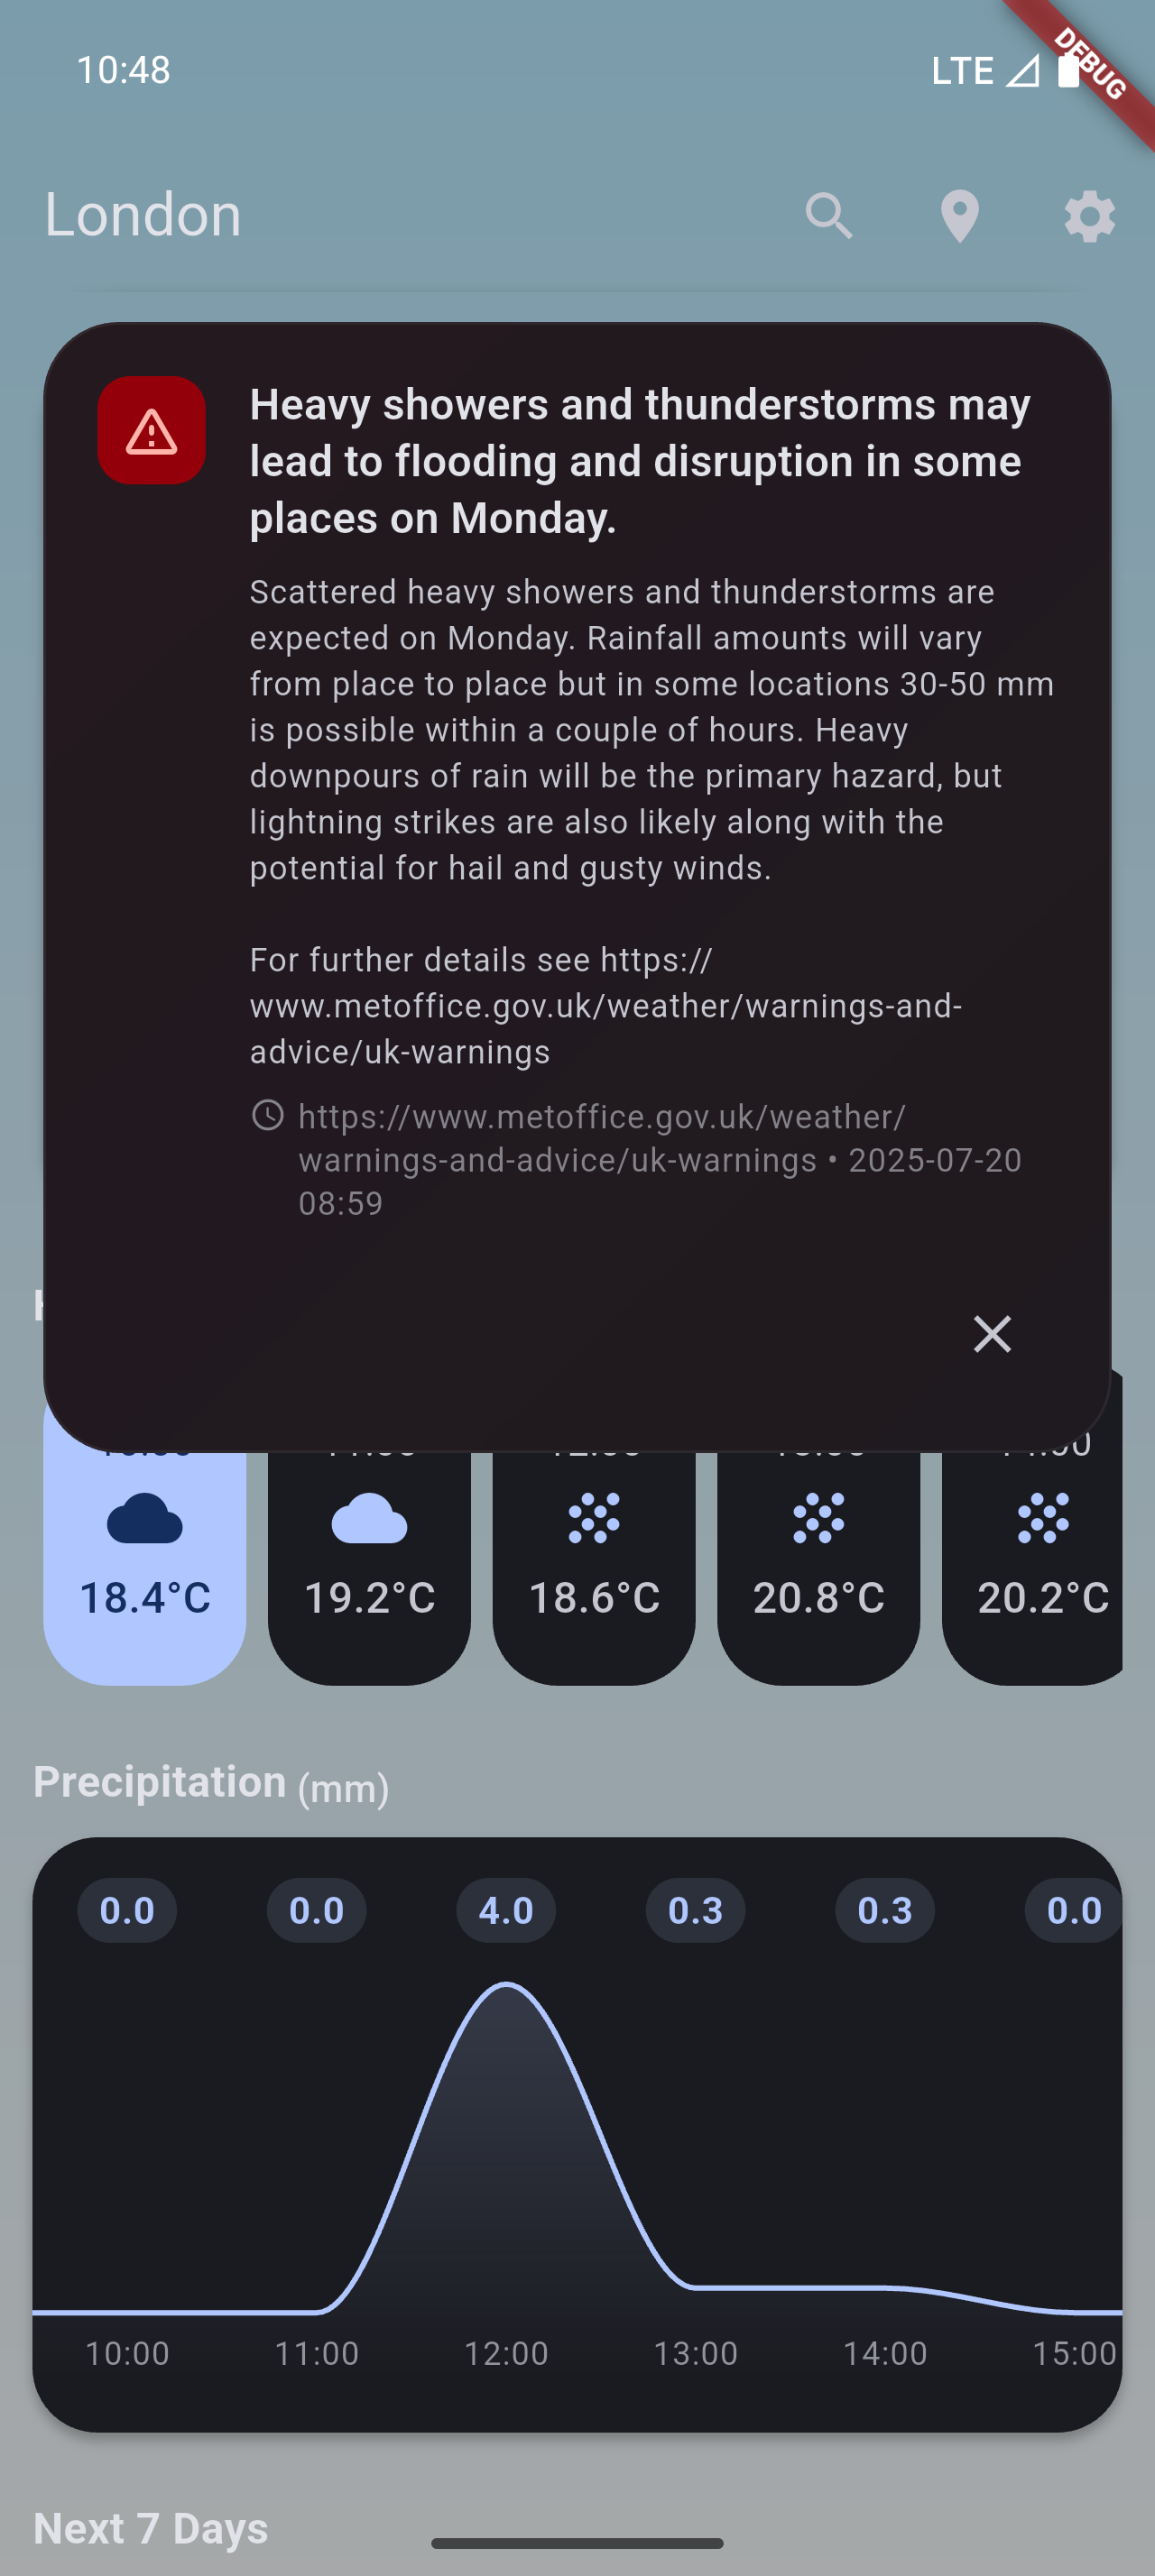 10:48
LTE
DEBUG
London
Heavy showers and thunderstorms may
lead to flooding and disruption in some
places on Monday.
Scattered heavy showers and thunderstorms are
expected on Monday. Rainfall amounts will vary
from place to place but in some locations 30-50 mm
is possible within a couple of hours. Heavy
downpours of rain will be the primary hazard, but
lightning strikes are also likely along with the
potential for hail and gusty winds.
For further details see https://
www.metoffice.gov.uk/weather/warnings-and-
advice/uk-warnings
https://www.metoffice.gov.uk/weather/
warnings-and-advice/uk-warnings • 2025-07-20
08:59
18.4°C 19.2°C 18.6°C 20.8°C 20.2°C
Precipitation (mm)
0.0 0.0 4.0 0.3 0.3 0.0
10:00 11:00 12:00 13:00 14:00 15:00
Next 7 Days